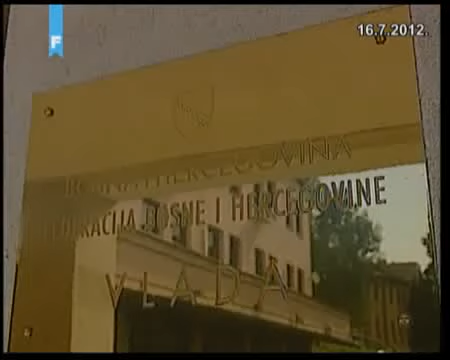 F
16.7.2012.
BOSNA I HERCEGOVINA
FEDERACIJA BOSNE I HERCEGOVINE
VLADA